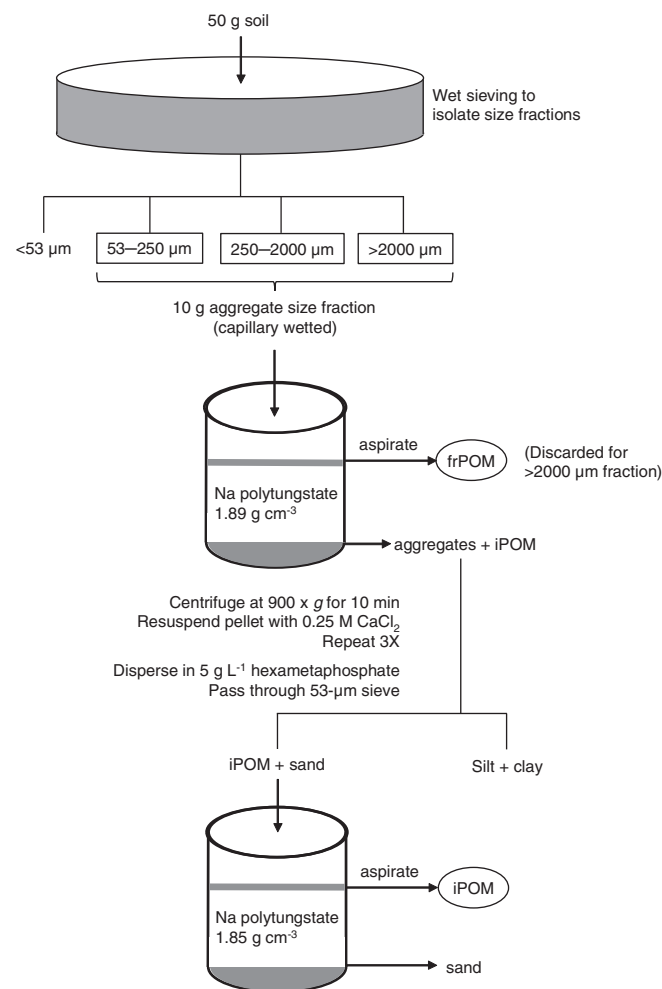 50 g soil
Wet sieving to
isolate size fractions
<53 µm
53–250 µm
250–2000 µm
>2000 µm
10 g aggregate size fraction
(capillary wetted)
aspirate
frPOM
(Discarded for
>2000 µm fraction)
Na polytungstate
1.89 g cm⁻³
aggregates + iPOM
Centrifuge at 900 x g for 10 min
Resuspend pellet with 0.25 M CaCl₂
Repeat 3X
Disperse in 5 g L⁻¹ hexametaphosphate
Pass through 53-µm sieve
iPOM + sand
Silt + clay
aspirate
iPOM
Na polytungstate
1.85 g cm⁻³
sand